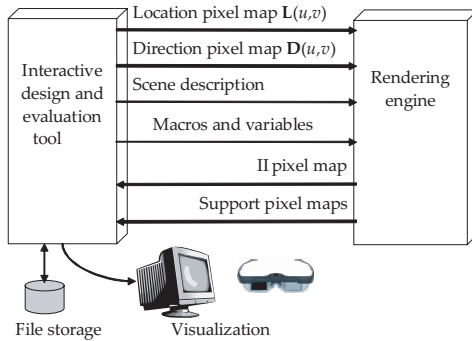 Location pixel map L(u,v)
Direction pixel map D(u,v)
Interactive
design and
evaluation
tool
Scene description
Macros and variables
II pixel map
Support pixel maps
Rendering
engine
File storage
Visualization